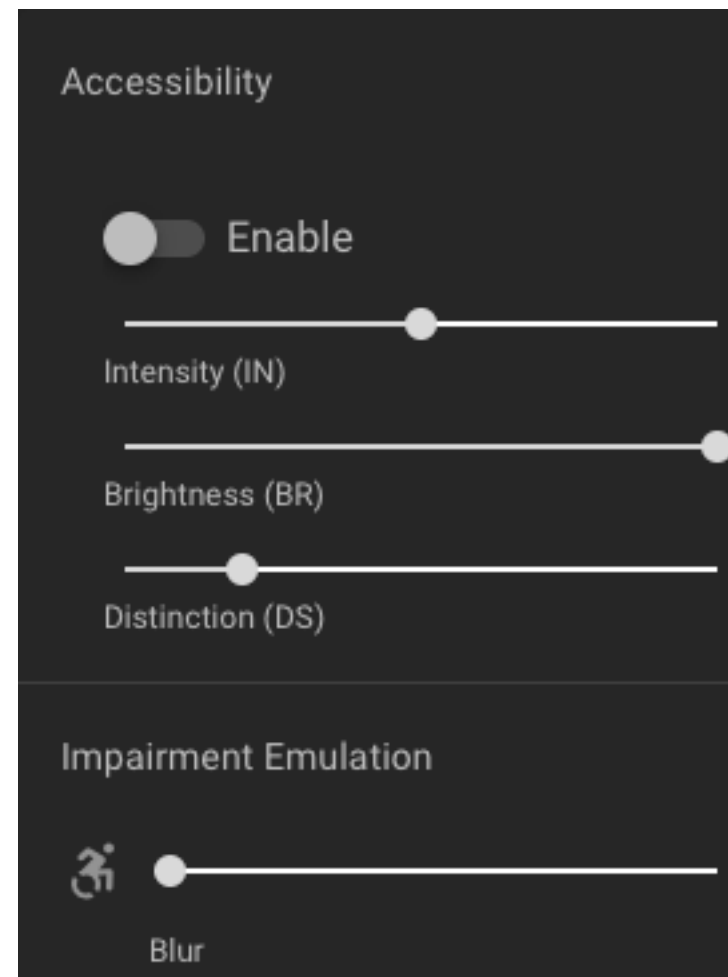 Accessibility
Enable
Intensity (IN)
Brightness (BR)
Distinction (DS)
Impairment Emulation
Blur